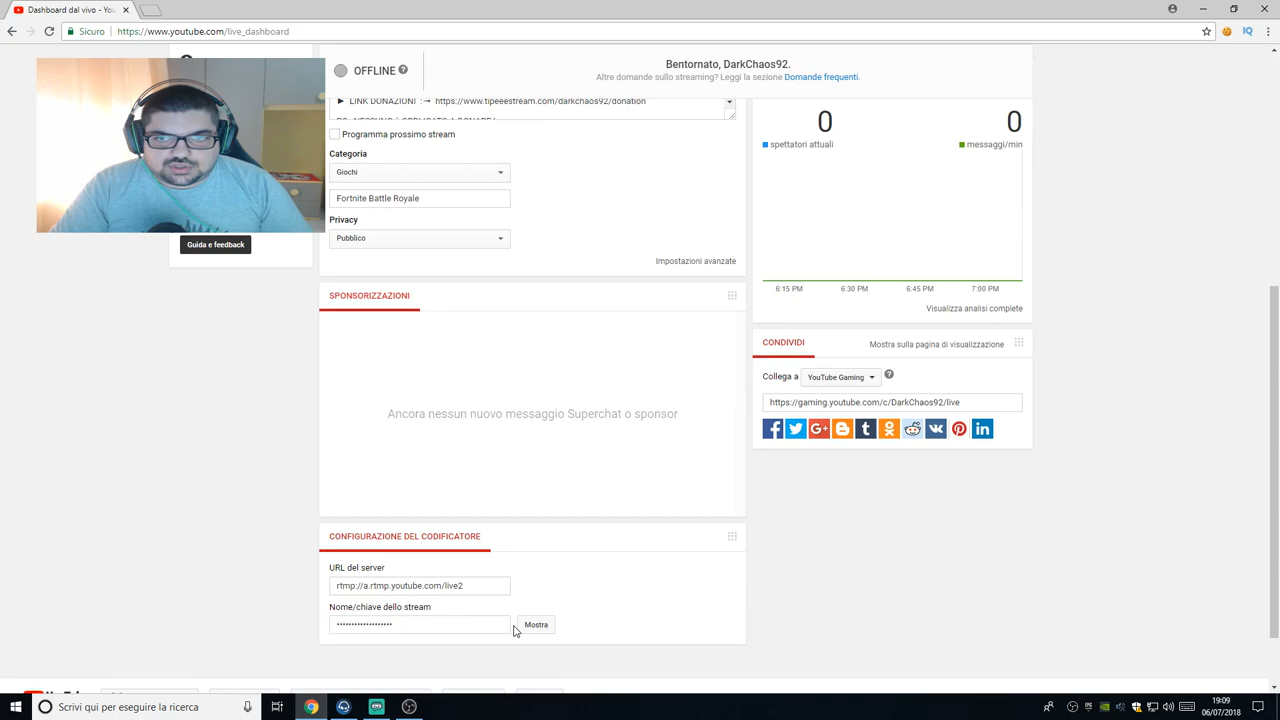 Dashboard dal vivo - You
Sicuro
https://www.youtube.com/live_dashboard
OFFLINE
Bentornato, DarkChaos92.
Altre domande sullo streaming? Leggi la sezione Domande frequenti.
► LINK DONAZIONI :→ https://www.tipeeestream.com/darkchaos92/donation
Programma prossimo stream
Categoria
Giochi
Fortnite Battle Royale
Privacy
Pubblico
Impostazioni avanzate
Guida e feedback
0
0
spettatori attuali
messaggi/min
6:15 PM 6:30 PM 6:45 PM 7:00 PM
Visualizza analisi complete
SPONSORIZZAZIONI
Ancora nessun nuovo messaggio Superchat o sponsor
CONDIVIDI
Mostra sulla pagina di visualizzazione
Collega a
YouTube Gaming
https://gaming.youtube.com/c/DarkChaos92/live
CONFIGURAZIONE DEL CODIFICATORE
URL del server
rtmp://a.rtmp.youtube.com/live2
Nome/chiave dello stream
•••••••••••••••••••
Mostra
Scrivi qui per eseguire la ricerca
19:09
06/07/2018